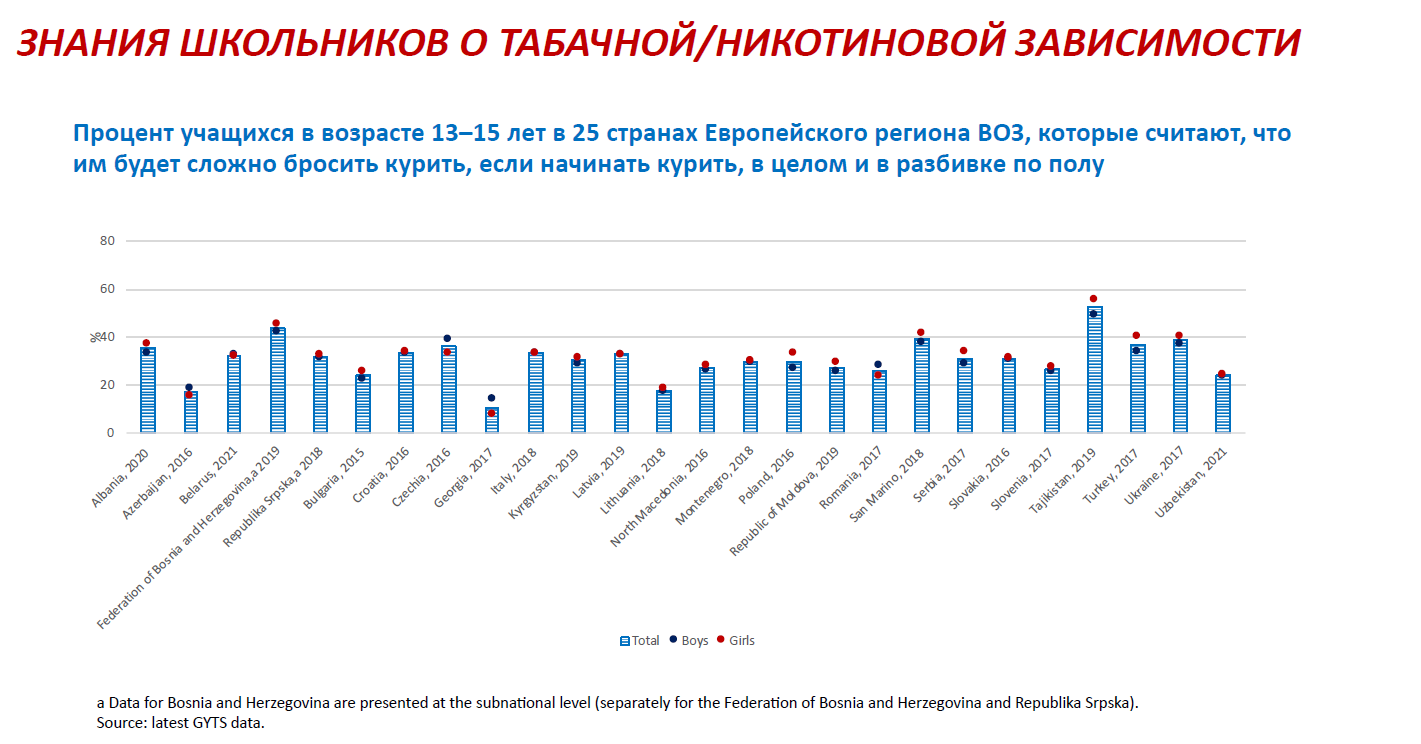 ЗНАНИЯ ШКОЛЬНИКОВ О ТАБАЧНОЙ/НИКОТИНОВОЙ ЗАВИСИМОСТИ
Процент учащихся в возрасте 13–15 лет в 25 странах Европейского региона ВОЗ, которые считают, что
им будет сложно бросить курить, если начинать курить, в целом и в разбивке по полу
80
60
40
20
0
%
Albania, 2020
Azerbaijan, 2016
Belarus, 2021
Federation of Bosnia and Herzegovina,a 2019
Republika Srpska,a 2018
Bulgaria, 2015
Croatia, 2016
Czechia, 2016
Georgia, 2017
Italy, 2018
Kyrgyzstan, 2019
Latvia, 2019
Lithuania, 2018
North Macedonia, 2016
Montenegro, 2018
Poland, 2016
Republic of Moldova, 2019
Romania, 2017
San Marino, 2018
Serbia, 2017
Slovakia, 2016
Slovenia, 2017
Tajikistan, 2019
Turkey, 2017
Ukraine, 2017
Uzbekistan, 2021
Total Boys Girls
a Data for Bosnia and Herzegovina are presented at the subnational level (separately for the Federation of Bosnia and Herzegovina and Republika Srpska).
Source: latest GYTS data.